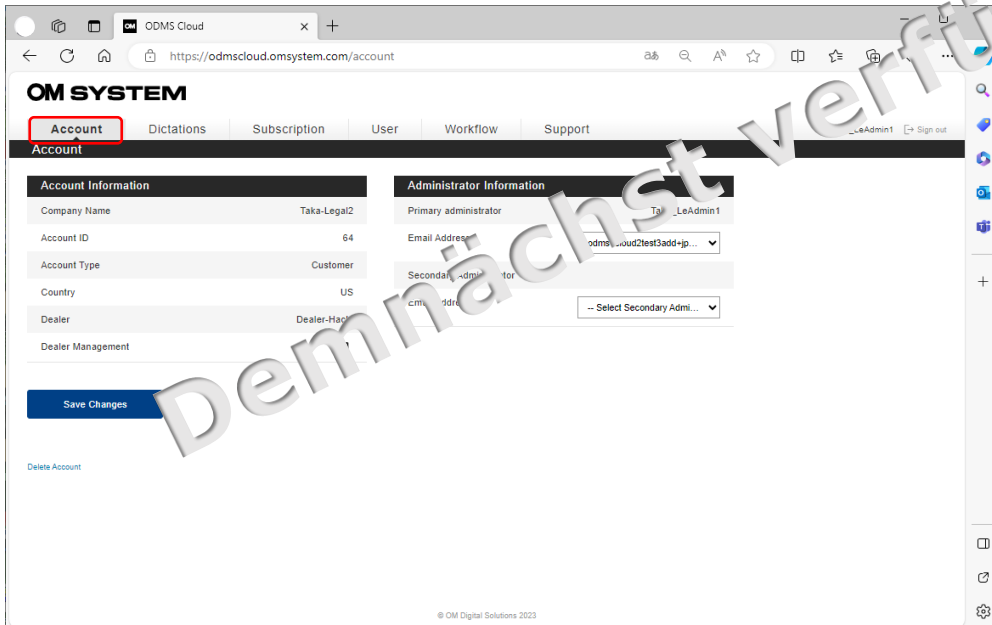 ODMS Cloud
https://odmscloud.omsystem.com/account
OM SYSTEM
Account Dictations Subscription User Workflow Support
LeAdmin1 Sign out
Account
Account Information
Company Name Taka-Legal2
Account ID 64
Account Type Customer
Country US
Dealer
Dealer Management
Administrator Information
Primary administrator
Email Address
Secondary
-- Select Secondary Admi...
Save Changes
Delete Account
© OM Digital Solutions 2023
Demnächst